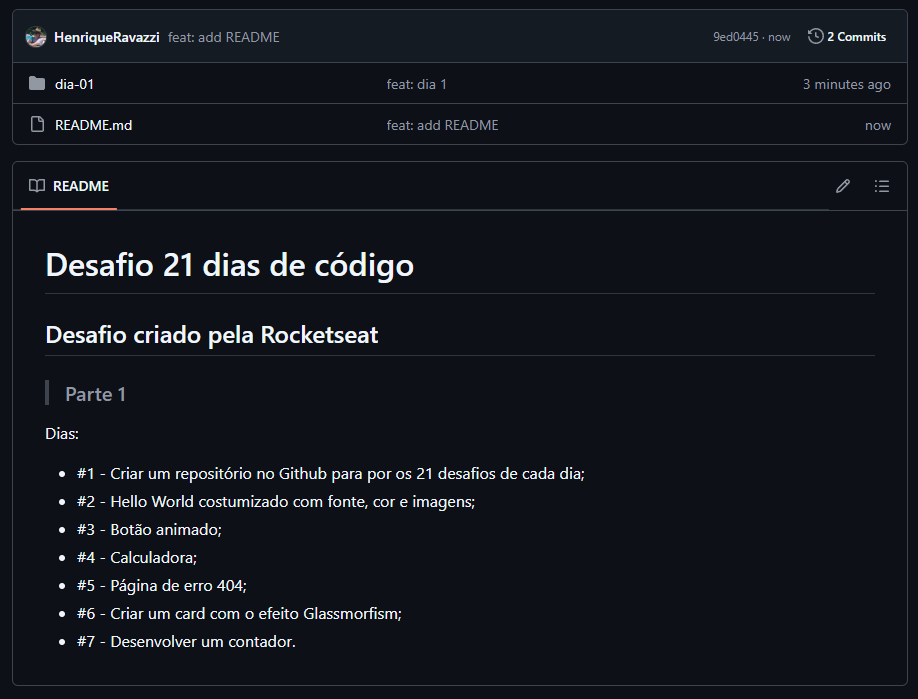 HenriqueRavazzi feat: add README 9ed0445 · now 2 Commits
dia-01 feat: dia 1 3 minutes ago
README.md feat: add README now
README
Desafio 21 dias de código
Desafio criado pela Rocketseat
Parte 1
Dias:
#1 - Criar um repositório no Github para por os 21 desafios de cada dia;
#2 - Hello World costumizado com fonte, cor e imagens;
#3 - Botão animado;
#4 - Calculadora;
#5 - Página de erro 404;
#6 - Criar um card com o efeito Glassmorfism;
#7 - Desenvolver um contador.